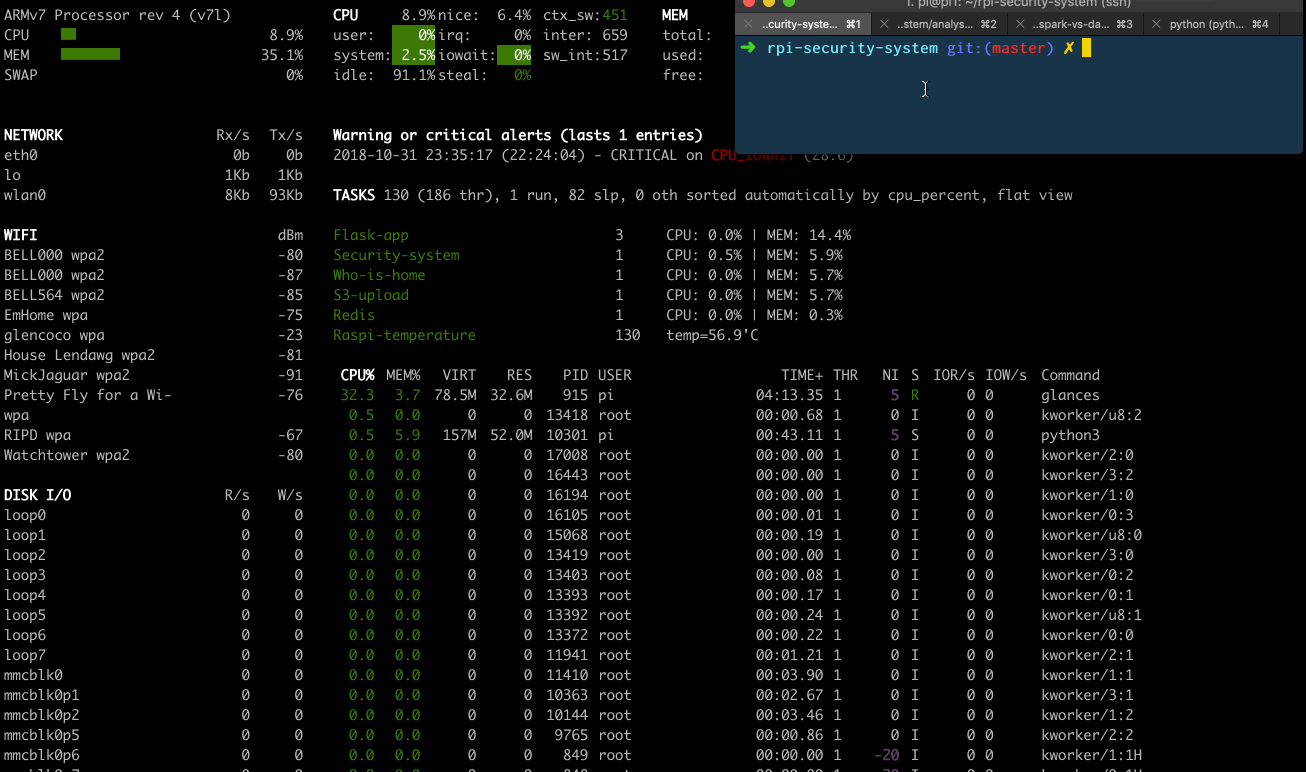 ARMv7 Processor rev 4 (v7l) CPU 8.9% nice: 6.4% ctx_sw:451 MEM
CPU 8.9% user: 0% irq: 0% inter: 659 total:
MEM 35.1% system: 2.5% iowait: 0% sw_int:517 used:
SWAP 0% idle: 91.1% steal: 0% free:
1. pi@pi1: ~/rpi-security-system (ssh)
..curity-syste... ⌘1 ..stem/analys... ⌘2 ..spark-vs-da... ⌘3 python (pyth... ⌘4
➜ rpi-security-system git:(master) ✗
NETWORK Rx/s Tx/s Warning or critical alerts (lasts 1 entries)
eth0 0b 0b 2018-10-31 23:35:17 (22:24:04) - CRITICAL on CPU_IOWAIT (28.6)
lo 1Kb 1Kb
wlan0 8Kb 93Kb TASKS 130 (186 thr), 1 run, 82 slp, 0 oth sorted automatically by cpu_percent, flat view
WIFI dBm Flask-app 3 CPU: 0.0% | MEM: 14.4%
BELL000 wpa2 -80 Security-system 1 CPU: 0.5% | MEM: 5.9%
BELL000 wpa2 -87 Who-is-home 1 CPU: 0.0% | MEM: 5.7%
BELL564 wpa2 -85 S3-upload 1 CPU: 0.0% | MEM: 5.7%
EmHome wpa -75 Redis 1 CPU: 0.0% | MEM: 0.3%
glencoco wpa -23 Raspi-temperature 130 temp=56.9'C
House Lendawg wpa2 -81
MickJaguar wpa2 -91 CPU% MEM% VIRT RES PID USER TIME+ THR NI S IOR/s IOW/s Command
Pretty Fly for a Wi- -76 32.3 3.7 78.5M 32.6M 915 pi 04:13.35 1 5 R 0 0 glances
wpa 0.5 0.0 0 0 13418 root 00:00.68 1 0 I 0 0 kworker/u8:2
RIPD wpa -67 0.5 5.9 157M 52.0M 10301 pi 00:43.11 1 5 S 0 0 python3
Watchtower wpa2 -80 0.0 0.0 0 0 17008 root 00:00.00 1 0 I 0 0 kworker/2:0
0.0 0.0 0 0 16443 root 00:00.00 1 0 I 0 0 kworker/3:2
DISK I/O R/s W/s 0.0 0.0 0 0 16194 root 00:00.00 1 0 I 0 0 kworker/1:0
loop0 0 0 0.0 0.0 0 0 16105 root 00:00.01 1 0 I 0 0 kworker/0:3
loop1 0 0 0.0 0.0 0 0 15068 root 00:00.19 1 0 I 0 0 kworker/u8:0
loop2 0 0 0.0 0.0 0 0 13419 root 00:00.00 1 0 I 0 0 kworker/3:0
loop3 0 0 0.0 0.0 0 0 13403 root 00:00.08 1 0 I 0 0 kworker/0:2
loop4 0 0 0.0 0.0 0 0 13393 root 00:00.17 1 0 I 0 0 kworker/0:1
loop5 0 0 0.0 0.0 0 0 13392 root 00:00.24 1 0 I 0 0 kworker/u8:1
loop6 0 0 0.0 0.0 0 0 13372 root 00:00.22 1 0 I 0 0 kworker/0:0
loop7 0 0 0.0 0.0 0 0 11941 root 00:01.21 1 0 I 0 0 kworker/2:1
mmcblk0 0 0 0.0 0.0 0 0 11410 root 00:03.90 1 0 I 0 0 kworker/1:1
mmcblk0p1 0 0 0.0 0.0 0 0 10363 root 00:02.67 1 0 I 0 0 kworker/3:1
mmcblk0p2 0 0 0.0 0.0 0 0 10144 root 00:03.46 1 0 I 0 0 kworker/1:2
mmcblk0p5 0 0 0.0 0.0 0 0 9765 root 00:00.86 1 0 I 0 0 kworker/2:2
mmcblk0p6 0 0 0.0 0.0 0 0 849 root 00:00.00 1 -20 I 0 0 kworker/1:1H